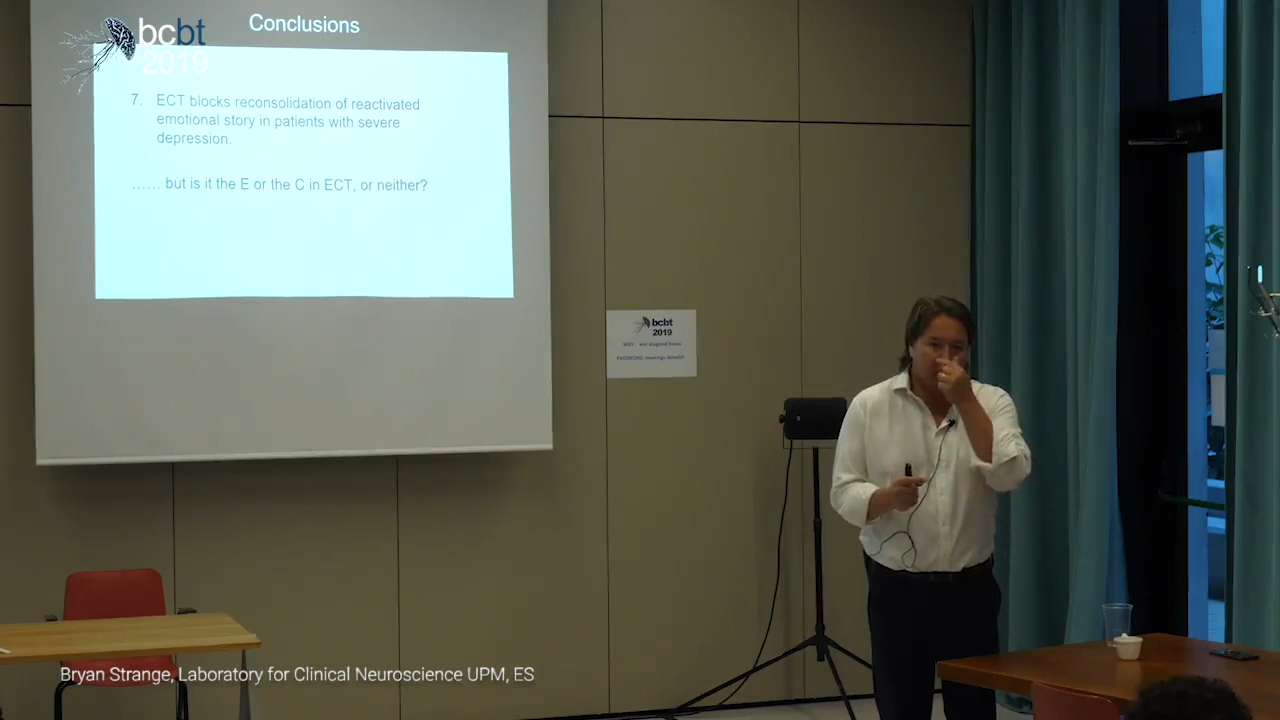 bcbt
2019
Conclusions
7. ECT blocks reconsolidation of reactivated
emotional story in patients with severe
depression.
…… but is it the E or the C in ECT, or neither?
bcbt
2019
Bryan Strange, Laboratory for Clinical Neuroscience UPM, ES